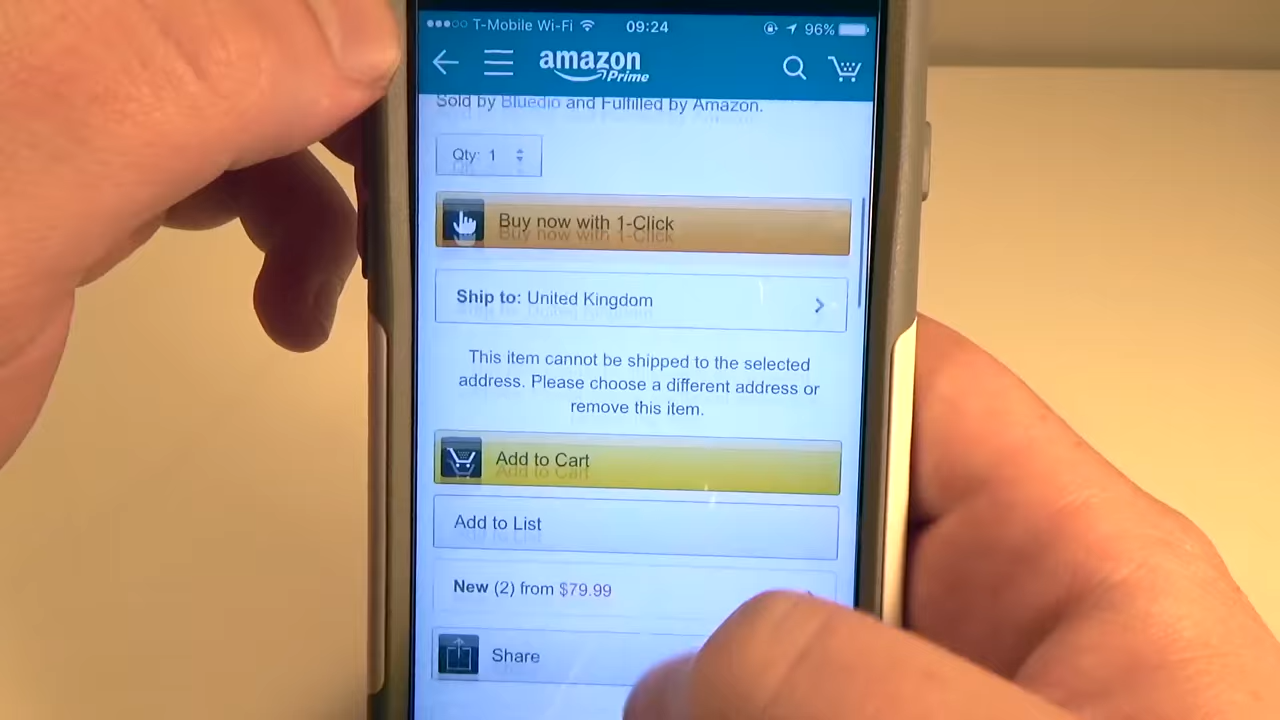 T-Mobile Wi-Fi 09:24 96%
amazon
Prime
Sold by Bluedio and Fulfilled by Amazon.
Qty: 1
Buy now with 1-Click
Ship to: United Kingdom
This item cannot be shipped to the selected
address. Please choose a different address or
remove this item.
Add to Cart
Add to List
New (2) from $79.99
Share